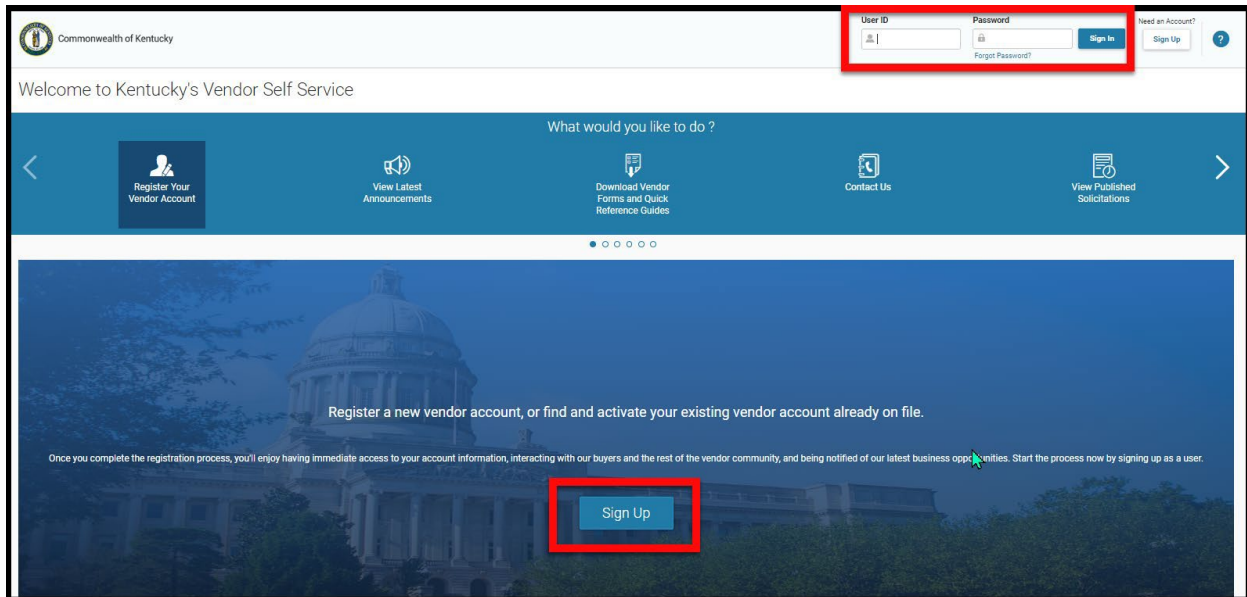 Commonwealth of Kentucky
User ID
Password
Forgot Password?
Sign In
Need an Account?
Sign Up
?
Welcome to Kentucky's Vendor Self Service
What would you like to do ?
Register Your
Vendor Account
View Latest
Announcements
Download Vendor
Forms and Quick
Reference Guides
Contact Us
View Published
Solicitations
Register a new vendor account, or find and activate your existing vendor account already on file.
Once you complete the registration process, you'll enjoy having immediate access to your account information, interacting with our buyers and the rest of the vendor community, and being notified of our latest business opportunities. Start the process now by signing up as a user.
Sign Up